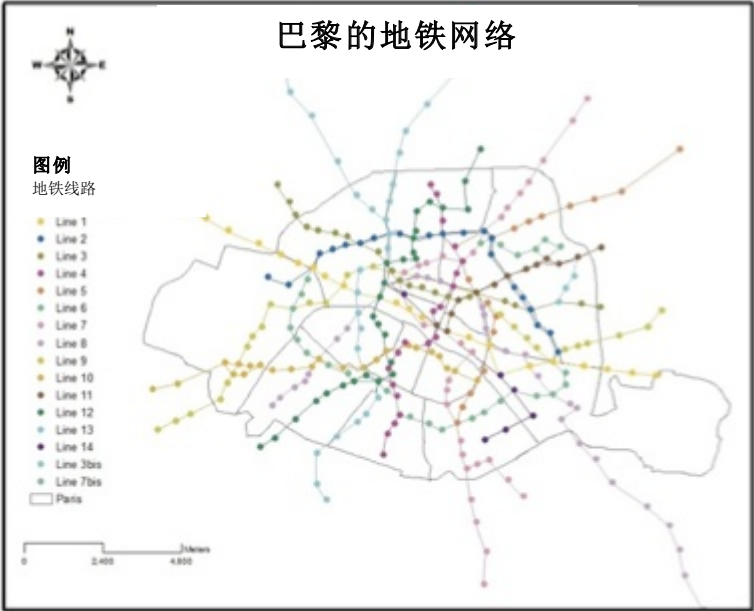 巴黎的地铁网络
N
W E
S
图例
地铁线路
Line 1
Line 2
Line 3
Line 4
Line 5
Line 6
Line 7
Line 8
Line 9
Line 10
Line 11
Line 12
Line 13
Line 14
Line 3bis
Line 7bis
Paris
Meters
0 2,400 4,800